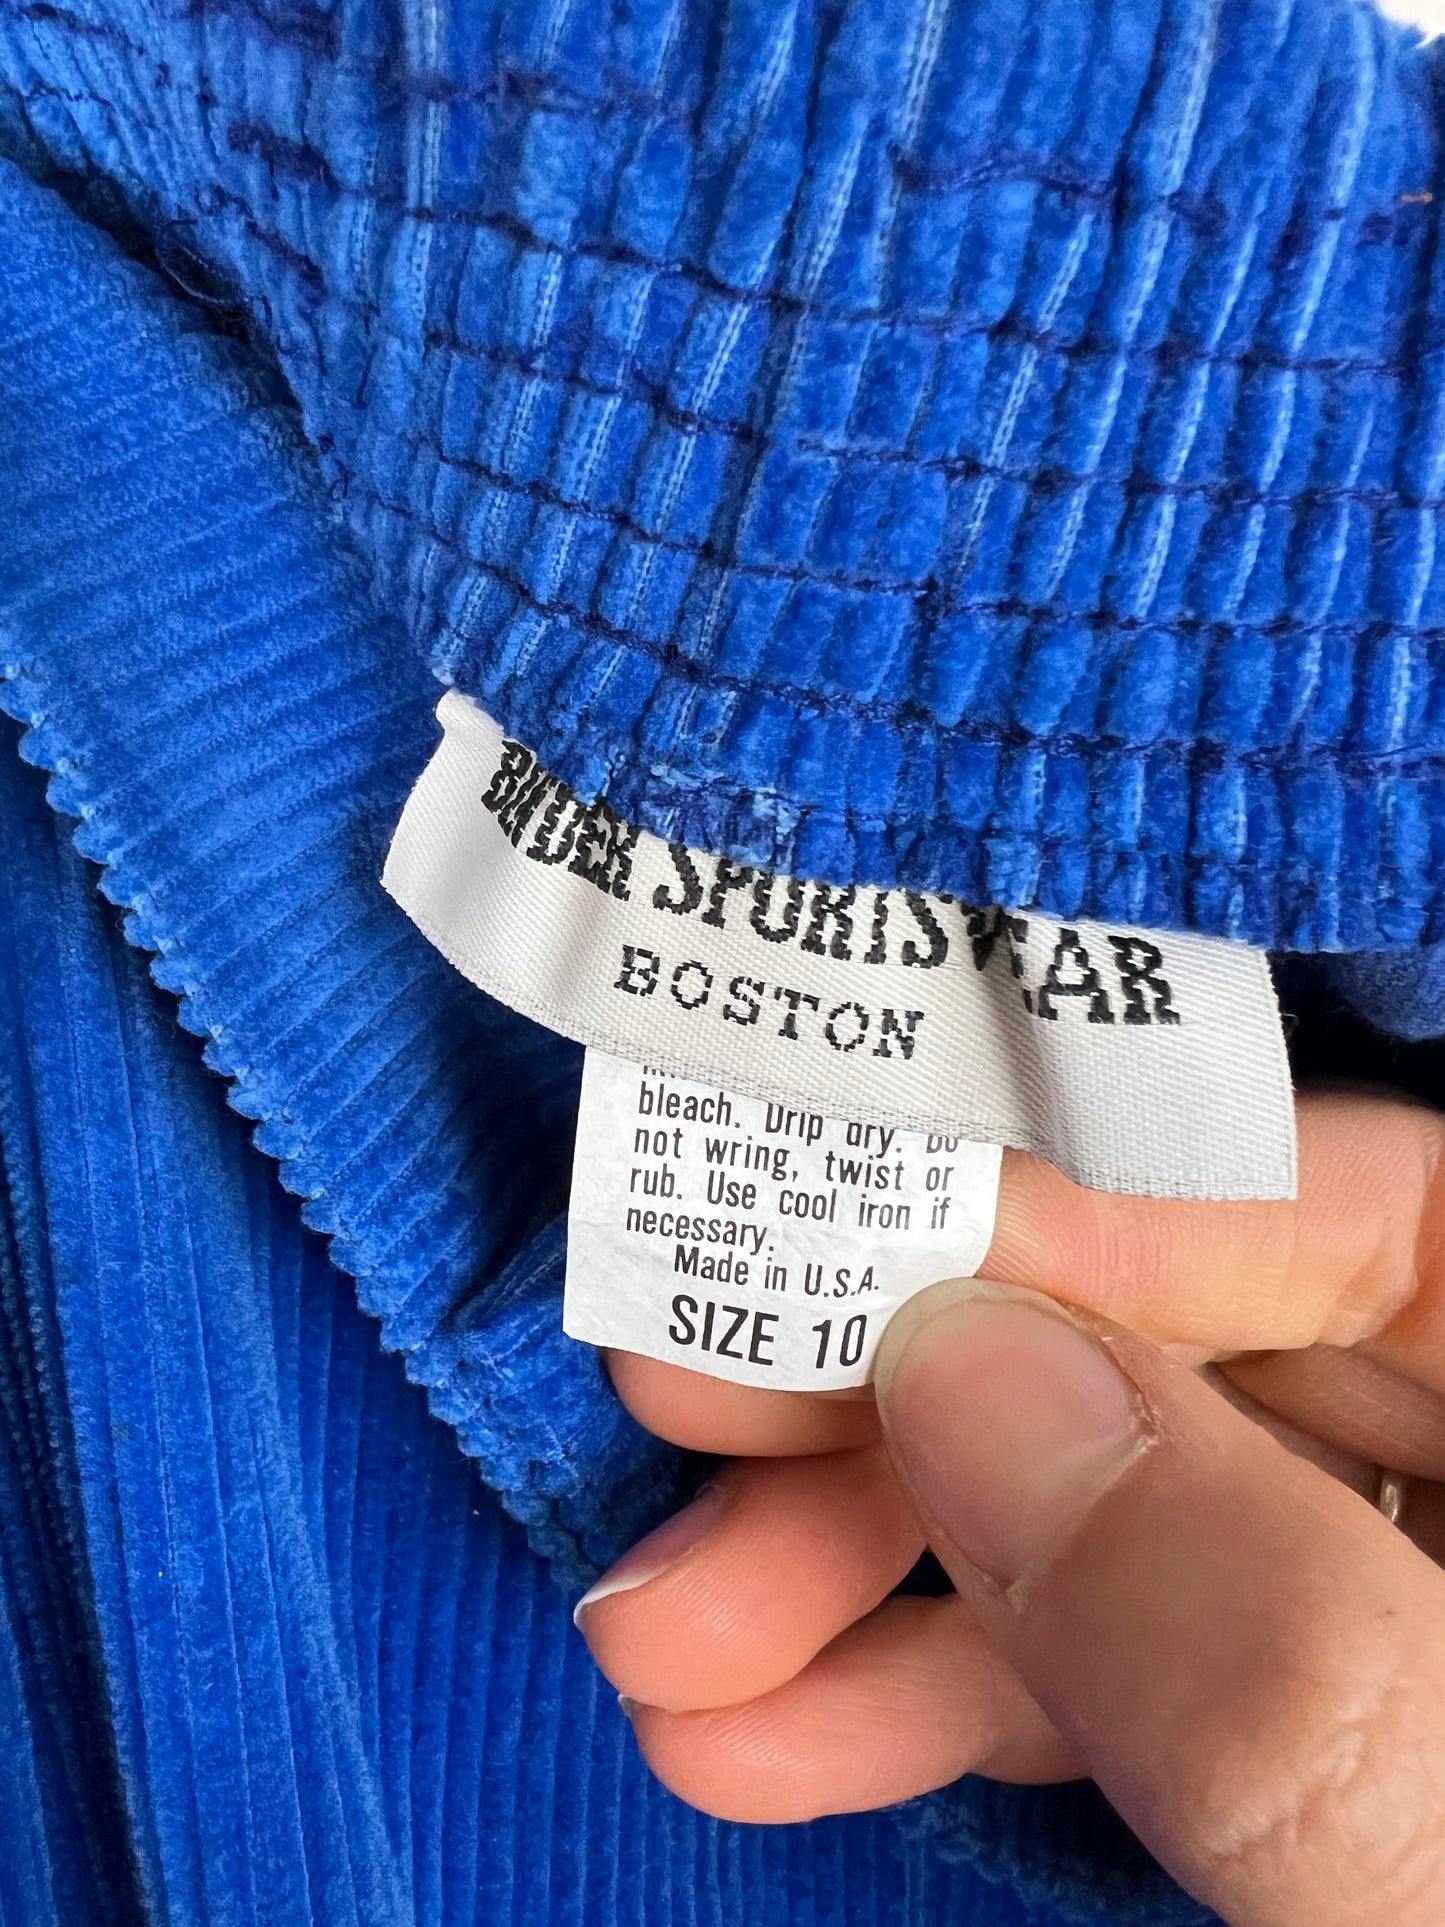 SPORTSWEAR
BOSTON
bleach. Drip dry. Do
not wring, twist or
rub. Use cool iron if
necessary.
Made in U.S.A.
SIZE 10